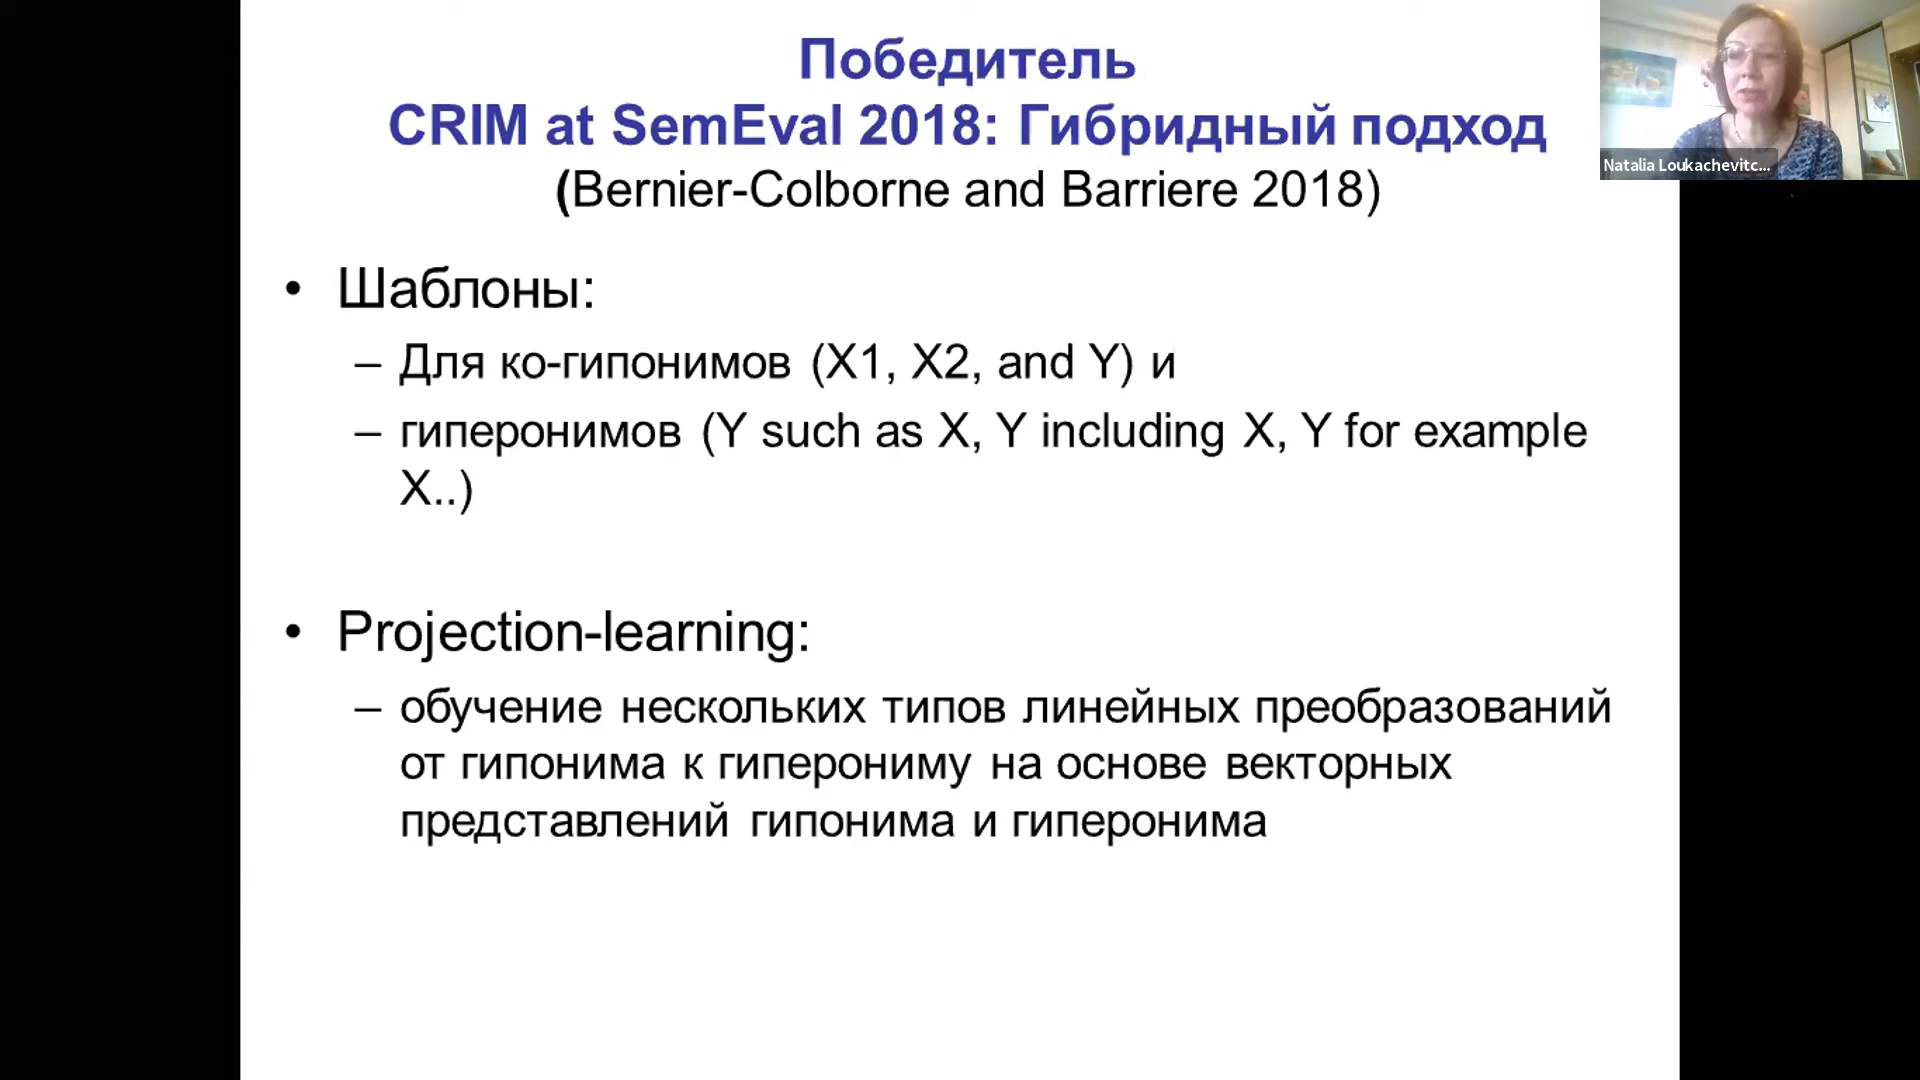 Победитель
CRIM at SemEval 2018: Гибридный подход
(Bernier-Colborne and Barriere 2018)
Natalia Loukachevitc...
• Шаблоны:
– Для ко-гипонимов (X1, X2, and Y) и
– гиперонимов (Y such as X, Y including X, Y for example
X..)
• Projection-learning:
– обучение нескольких типов линейных преобразований
от гипонима к гиперониму на основе векторных
представлений гипонима и гиперонима